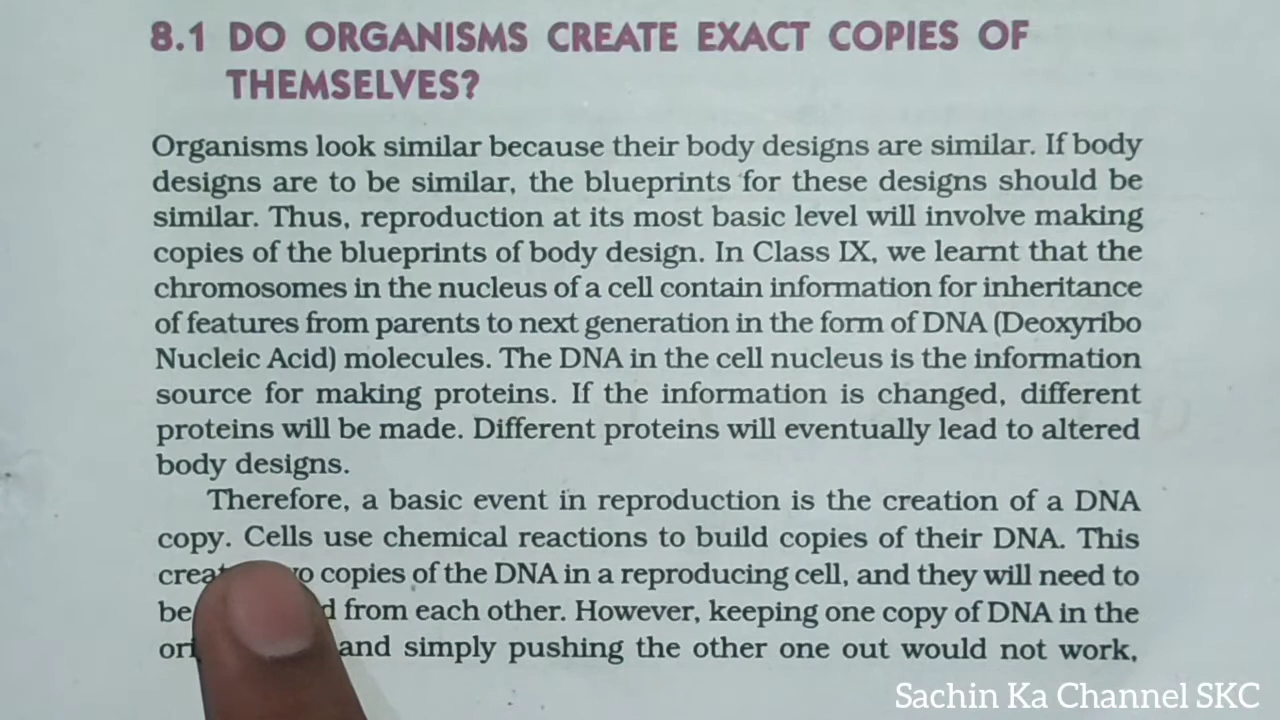 8.1 DO ORGANISMS CREATE EXACT COPIES OF
THEMSELVES?
Organisms look similar because their body designs are similar. If body
designs are to be similar, the blueprints for these designs should be
similar. Thus, reproduction at its most basic level will involve making
copies of the blueprints of body design. In Class IX, we learnt that the
chromosomes in the nucleus of a cell contain information for inheritance
of features from parents to next generation in the form of DNA (Deoxyribo
Nucleic Acid) molecules. The DNA in the cell nucleus is the information
source for making proteins. If the information is changed, different
proteins will be made. Different proteins will eventually lead to altered
body designs.
Therefore, a basic event in reproduction is the creation of a DNA
copy. Cells use chemical reactions to build copies of their DNA. This
copies of the DNA in a reproducing cell, and they will need to
be from each other. However, keeping one copy of DNA in the
and simply pushing the other one out would not work,
Sachin Ka Channel SKC